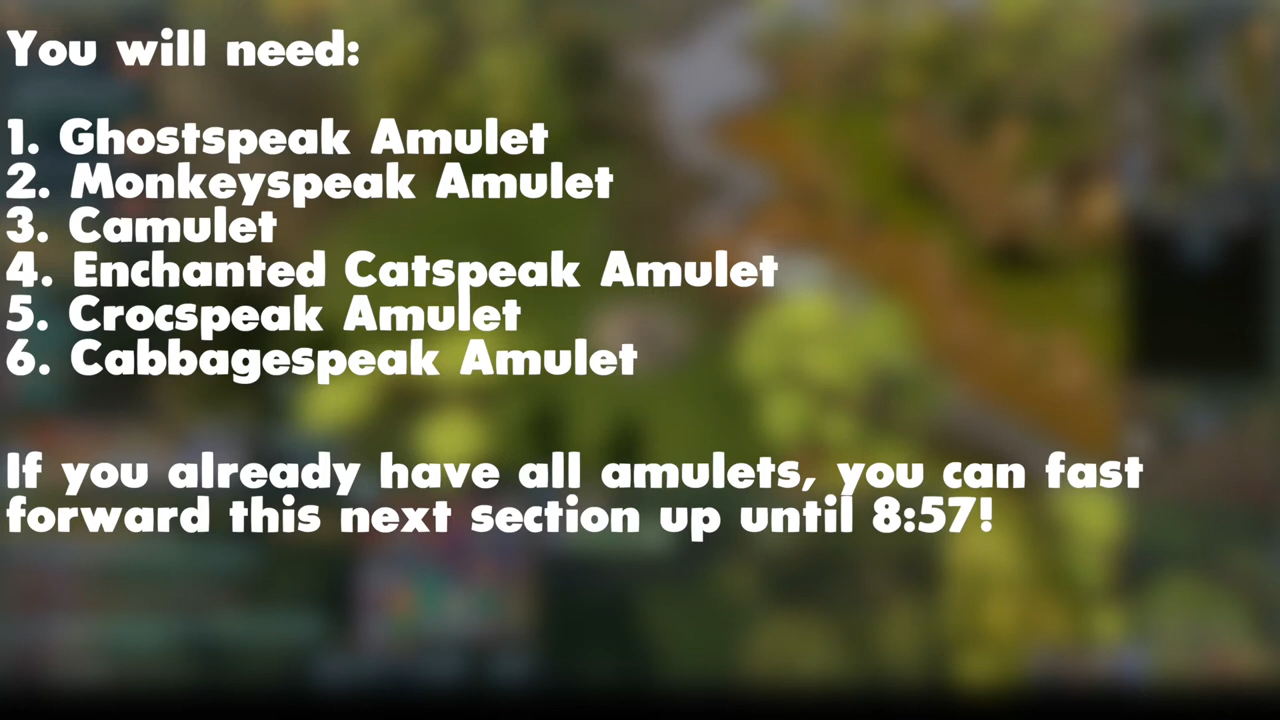 You will need:
1. Ghostspeak Amulet
2. Monkeyspeak Amulet
3. Camulet
4. Enchanted Catspeak Amulet
5. Crocspeak Amulet
6. Cabbagespeak Amulet
If you already have all amulets, you can fast
forward this next section up until 8:57!